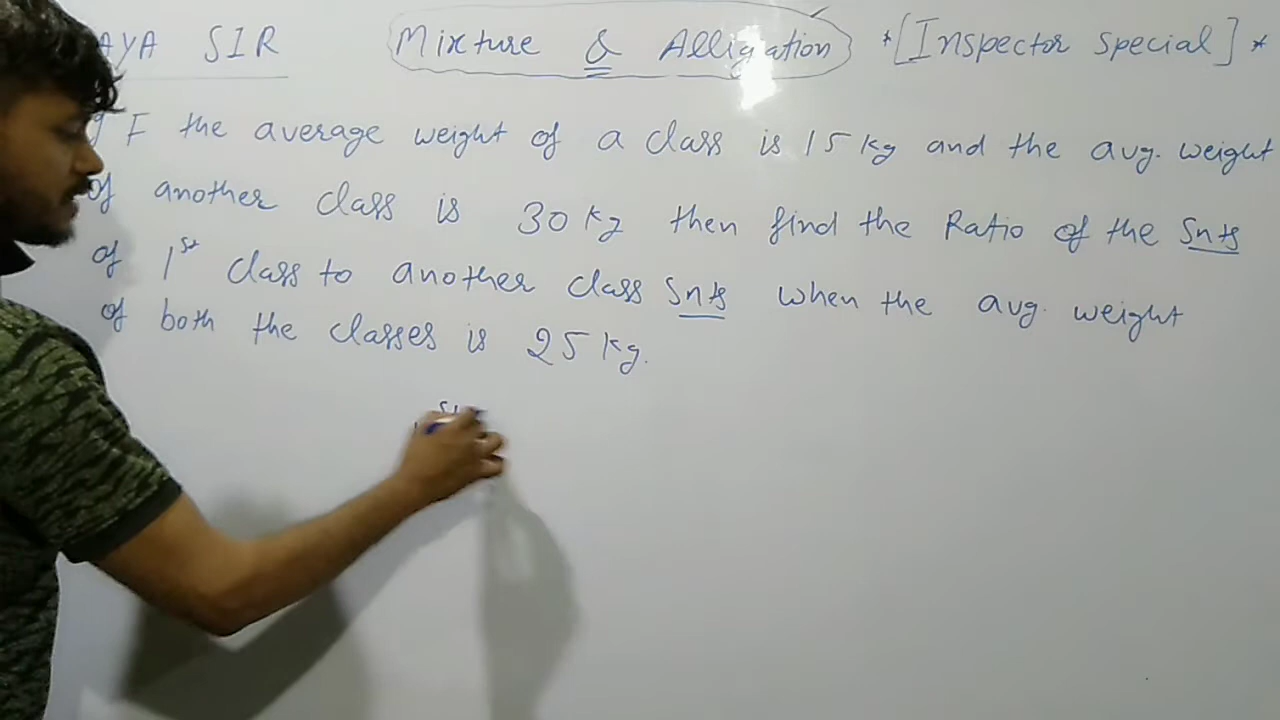 AYA SIR Mixture & Alligation *[Inspector special]*
IF the average weight of a class is 15 kg and the avg. weight
of another class is 30 kg then find the Ratio of the Snts
of 1st class to another class Snts when the avg. weight
of both the classes is 25 kg.